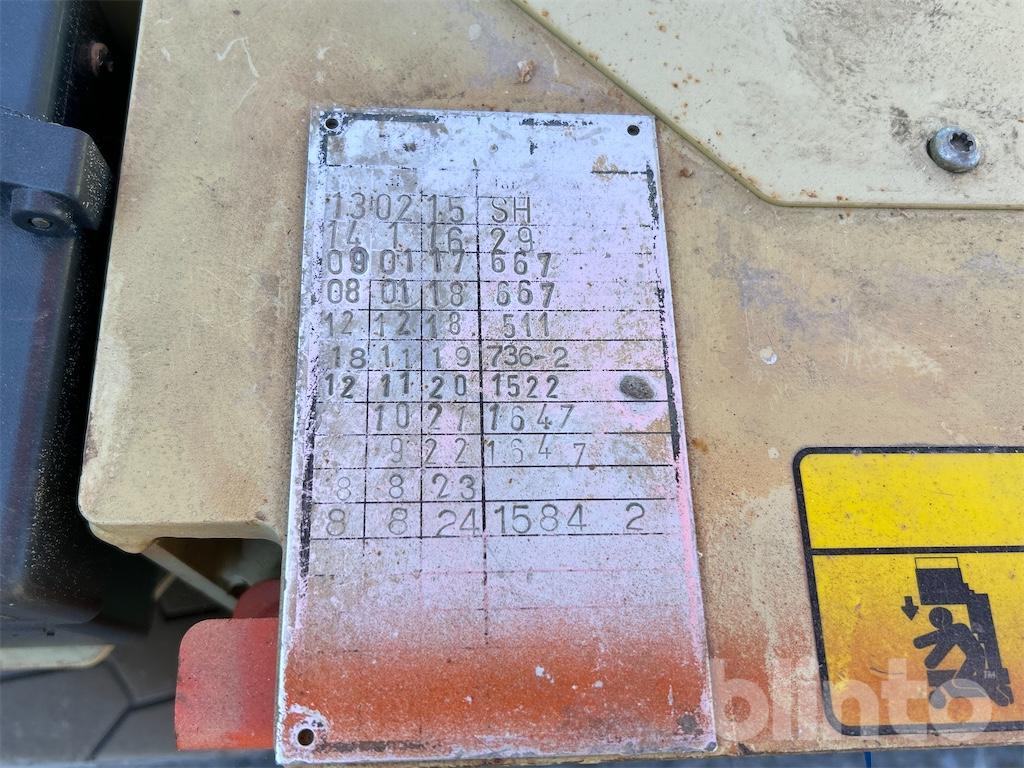 13 02 15 SH
14 1 16 29
09 01 17 667
08 01 18 667
12 12 18 511
18 11 19 736-2
12 11 20 1522
10 21 1647
9 22 1647
8 8 23
8 8 24 1584 2
TM
blinto